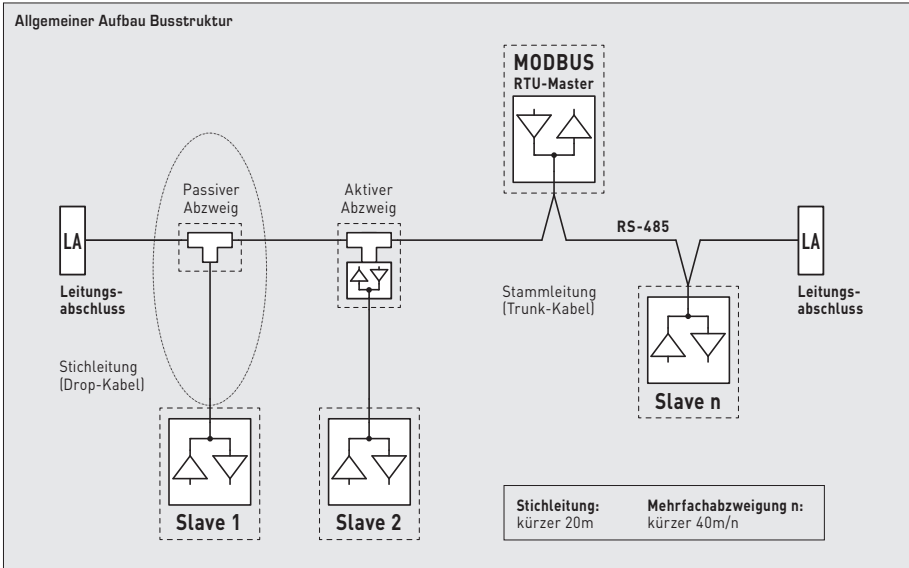 Allgemeiner Aufbau Busstruktur
MODBUS
RTU-Master
Passiver
Abzweig
Aktiver
Abzweig
RS-485
LA
LA
Leitungs-
abschluss
Stammleitung
(Trunk-Kabel)
Leitungs-
abschluss
Stichleitung
(Drop-Kabel)
Slave n
Slave 1
Slave 2
Stichleitung:
kürzer 20m
Mehrfachabzweigung n:
kürzer 40m/n